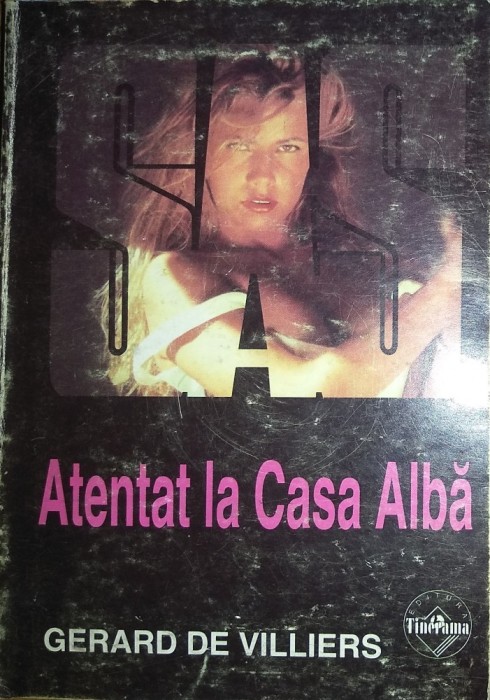 SAS
Atentat la Casa Albă
EDITURA
Tinerama
GERARD DE VILLIERS